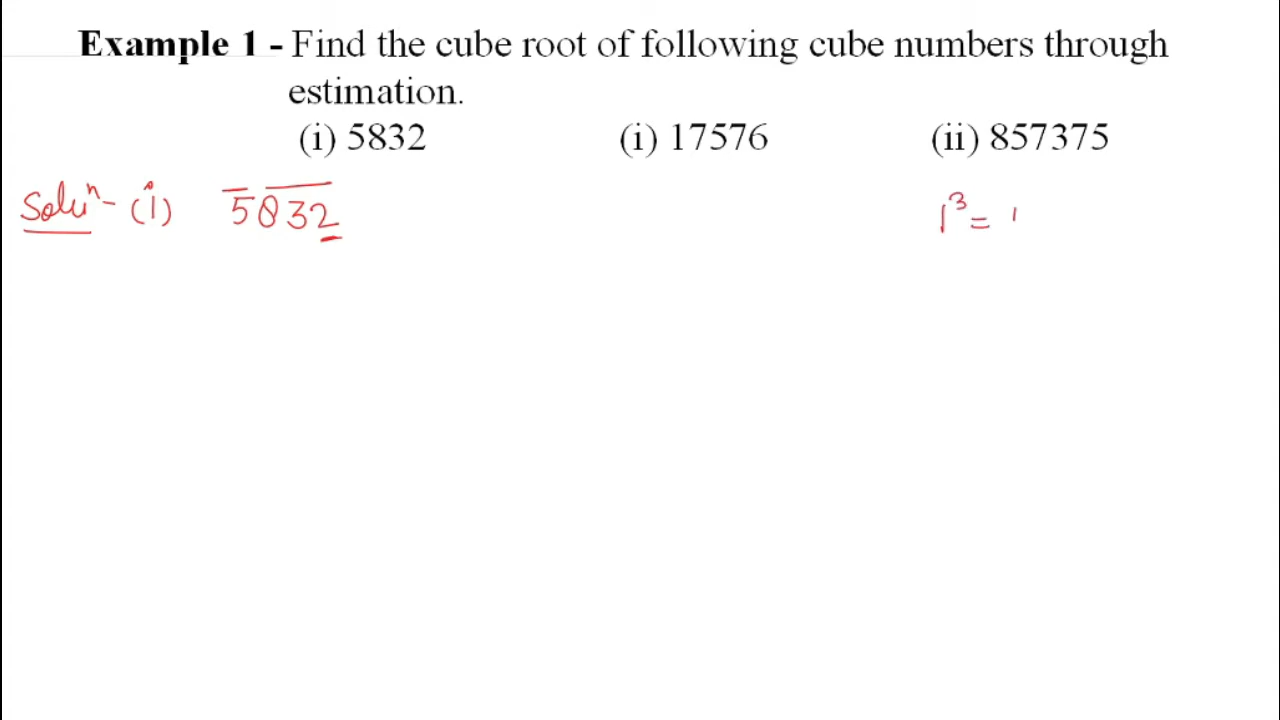 Example 1 - Find the cube root of following cube numbers through
estimation.
(i) 5832 (i) 17576 (ii) 857375
Soluⁿ- (i) 5832 1³ = 1